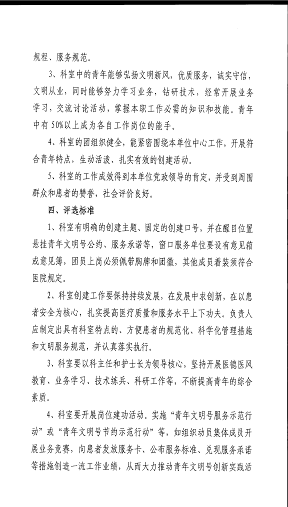 规程、服务规范。
3、科室中的青年能够弘扬文明新风，优质服务，诚实守信，
文明从业，同时能够努力学习业务，钻研技术，经常开展业务
学习，交流讨论活动，掌握本职工作必需的知识和技能。青年
中有50%以上成为各自工作岗位的能手。
4、科室的团组织健全，能紧密围绕本单位中心工作，开展符
合青年特点、生动活泼、扎实有效的创建活动。
5、科室的工作成效得到本单位党政领导的肯定，并受到周围
群众和患者的赞誉，社会评价良好。
四、评选标准
1、科室有明确的创建主题、固定的创建口号，并在醒目位置
悬挂青年文明号公约、服务承诺等，窗口服务单位要设有意见箱
或意见簿，团员上岗必须佩带胸牌和团徽，其他成员着装须符合
医院规定。
2、科室创建工作要保持持续发展，在发展中求创新，在以患
者安全为核心，扎实提高医疗质量和服务水平上下功夫。负责人
应制定出具有科室特点的、方便患者的规范化、科学化管理措施
和文明服务规范，并认真落实执行。
3、科室要以科主任和护士长为领导核心，坚持开展医德医风
教育、业务学习、技术练兵、科研工作等，不断提高青年的综合
素质。
4、科室要开展岗位建功活动，实施“青年文明号服务示范行
动”或“青年文明号节约示范行动”等，如组织动员集体成员开
展业务竞赛，向患者发放服务卡、公布服务标准、兑现服务承诺
等措施创造一流工作业绩，从而大力推动青年文明号创新实践活